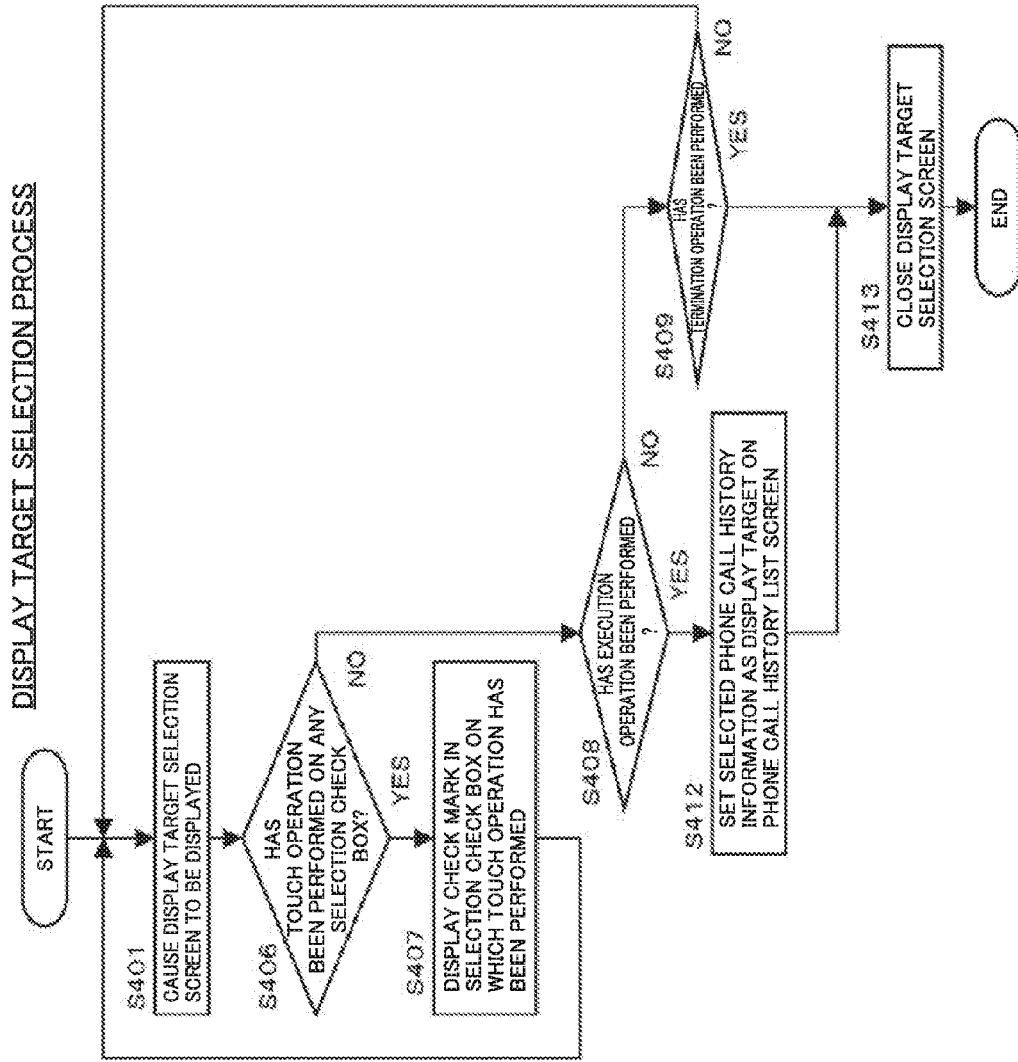 DISPLAY TARGET SELECTION PROCESS
START
S401
CAUSE DISPLAY TARGET SELECTION
SCREEN TO BE DISPLAYED
S406
HAS
TOUCH OPERATION
BEEN PERFORMED ON ANY
SELECTION CHECK
BOX?
NO
YES
S407
DISPLAY CHECK MARK IN
SELECTION CHECK BOX ON
WHICH TOUCH OPERATION HAS
BEEN PERFORMED
S408
HAS EXECUTION
OPERATION BEEN PERFORMED
?
NO
YES
S412
SET SELECTED PHONE CALL HISTORY
INFORMATION AS DISPLAY TARGET ON
PHONE CALL HISTORY LIST SCREEN
S409
HAS
TERMINATION OPERATION BEEN PERFORMED
?
NO
YES
S413
CLOSE DISPLAY TARGET
SELECTION SCREEN
END